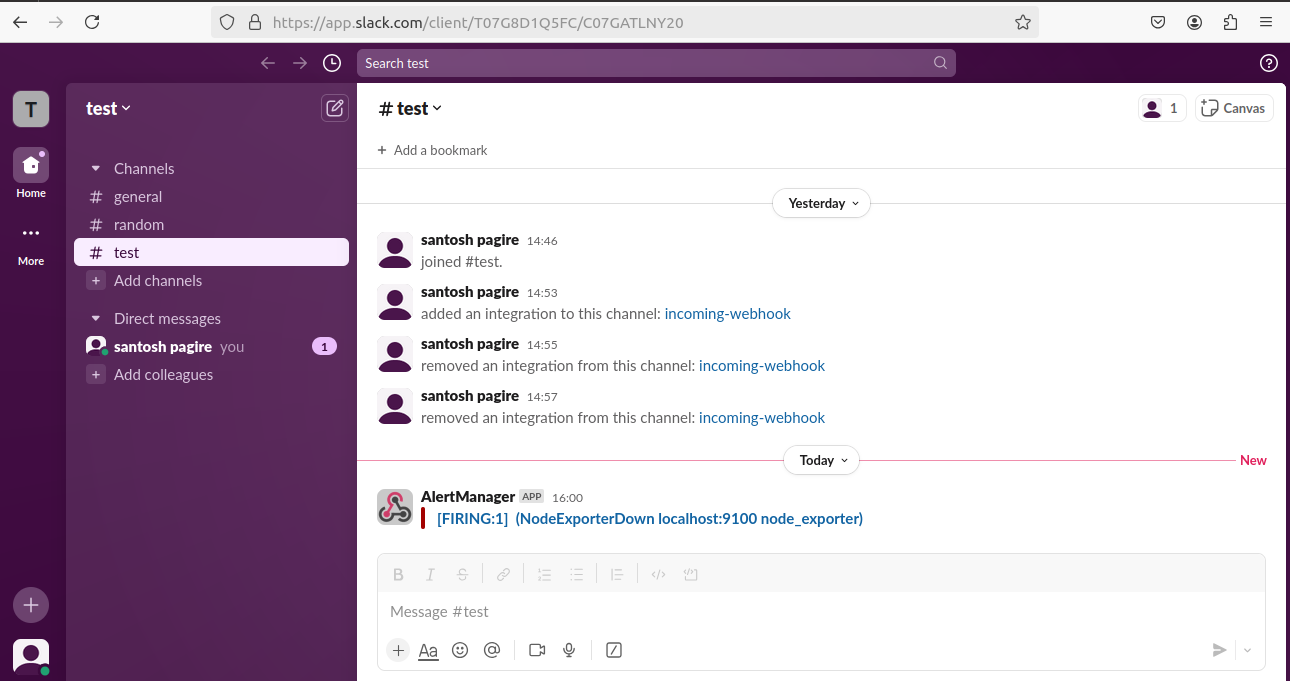 https://app.slack.com/client/T07G8D1Q5FC/C07GATLNY20
Search test
T
Home
More
test
Channels
# general
# random
# test
+ Add channels
Direct messages
santosh pagire you 1
+ Add colleagues
# test
1
Canvas
+ Add a bookmark
Yesterday
santosh pagire 14:46
joined #test.
santosh pagire 14:53
added an integration to this channel: incoming-webhook
santosh pagire 14:55
removed an integration from this channel: incoming-webhook
santosh pagire 14:57
removed an integration from this channel: incoming-webhook
Today
New
AlertManager APP 16:00
[FIRING:1] (NodeExporterDown localhost:9100 node_exporter)
B I S
Message #test
+ Aa @